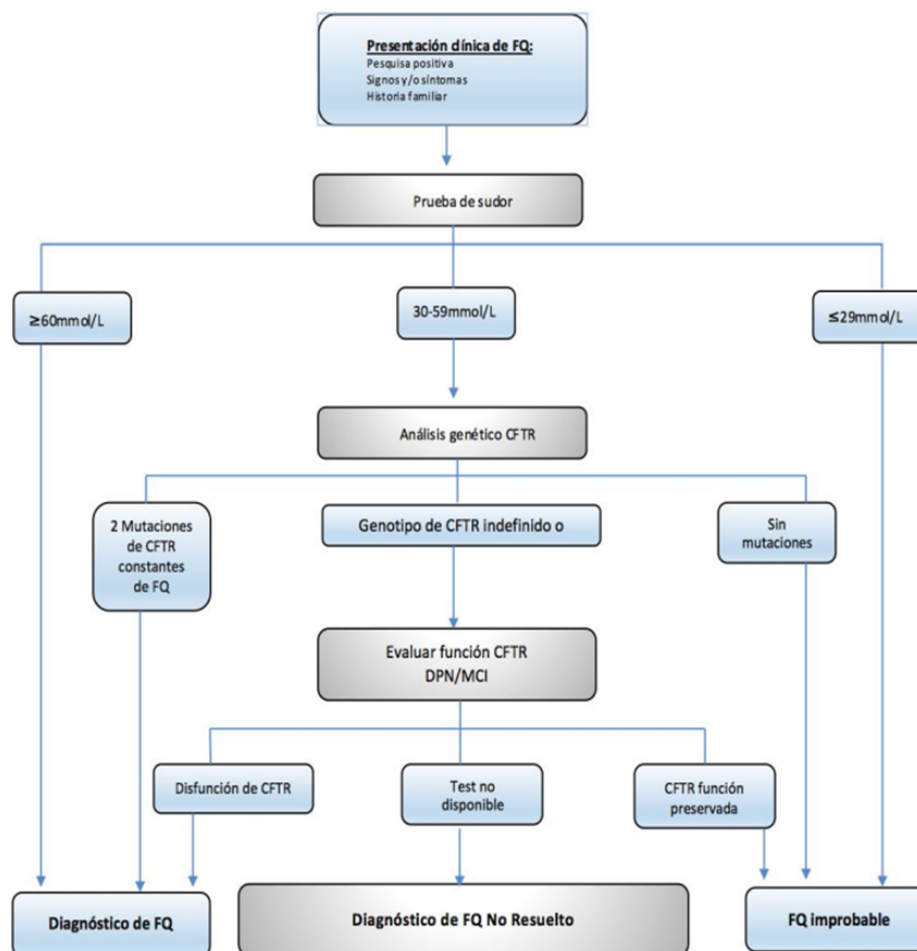 Presentación clínica de FQ:
Pesquisa positiva
Signos y/o síntomas
Historia familiar
Prueba de sudor
≥60mmol/L
30-59mmol/L
≤29mmol/L
Análisis genético CFTR
2 Mutaciones
de CFTR
constantes
de FQ
Genotipo de CFTR indefinido o
Sin
mutaciones
Evaluar función CFTR
DPN/MCI
Disfunción de CFTR
Test no
disponible
CFTR función
preservada
Diagnóstico de FQ
Diagnóstico de FQ No Resuelto
FQ improbable